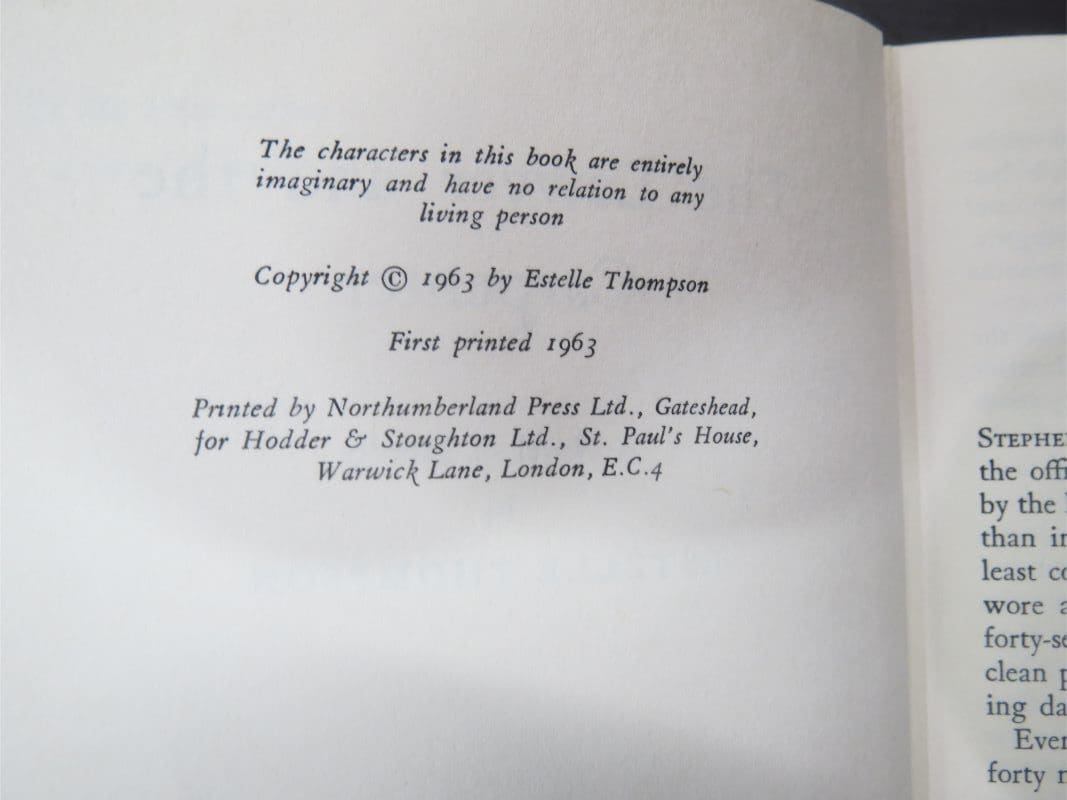 The characters in this book are entirely
imaginary and have no relation to any
living person
Copyright © 1963 by Estelle Thompson
First printed 1963
Printed by Northumberland Press Ltd., Gateshead,
for Hodder & Stoughton Ltd., St. Paul's House,
Warwick Lane, London, E.C.4
the
by the
than
least
wore
forty-
clean
ing
forty